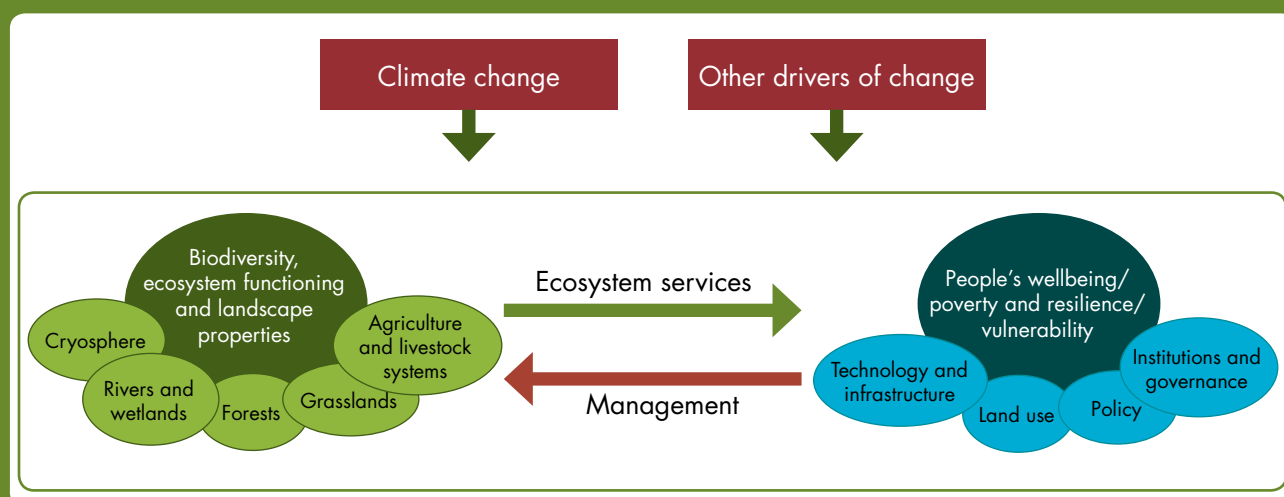 Climate change
Other drivers of change
Biodiversity,
ecosystem functioning
and landscape
properties
Cryosphere
Rivers and
wetlands
Forests
Grasslands
Agriculture
and livestock
systems
Ecosystem services
Management
People’s wellbeing/
poverty and resilience/
vulnerability
Technology and
infrastructure
Land use
Policy
Institutions and
governance